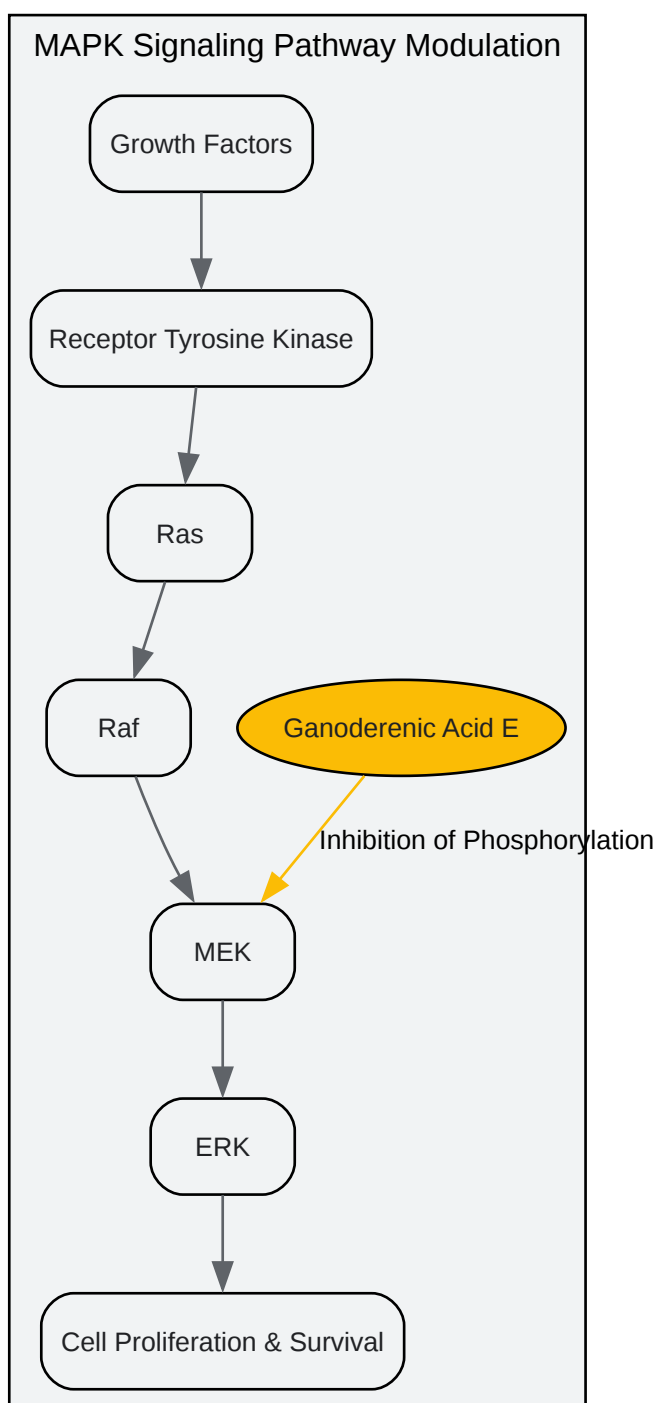 MAPK Signaling Pathway Modulation
Growth Factors
Receptor Tyrosine Kinase
Ras
Raf
Ganoderenic Acid E
Inhibition of Phosphorylation
MEK
ERK
Cell Proliferation & Survival